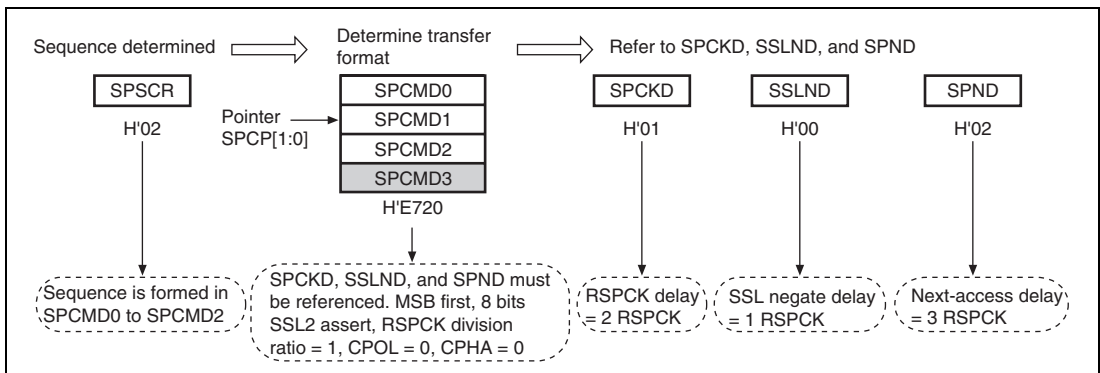 Sequence determined
Determine transfer
format
Refer to SPCKD, SSLND, and SPND
SPSCR
H'02
Pointer
SPCP[1:0]
SPCMD0
SPCMD1
SPCMD2
SPCMD3
H'E720
SPCKD
H'01
SSLND
H'00
SPND
H'02
Sequence is formed in
SPCMD0 to SPCMD2
SPCKD, SSLND, and SPND must
be referenced. MSB first, 8 bits
SSL2 assert, RSPCK division
ratio = 1, CPOL = 0, CPHA = 0
RSPCK delay
= 2 RSPCK
SSL negate delay
= 1 RSPCK
Next-access delay
= 3 RSPCK